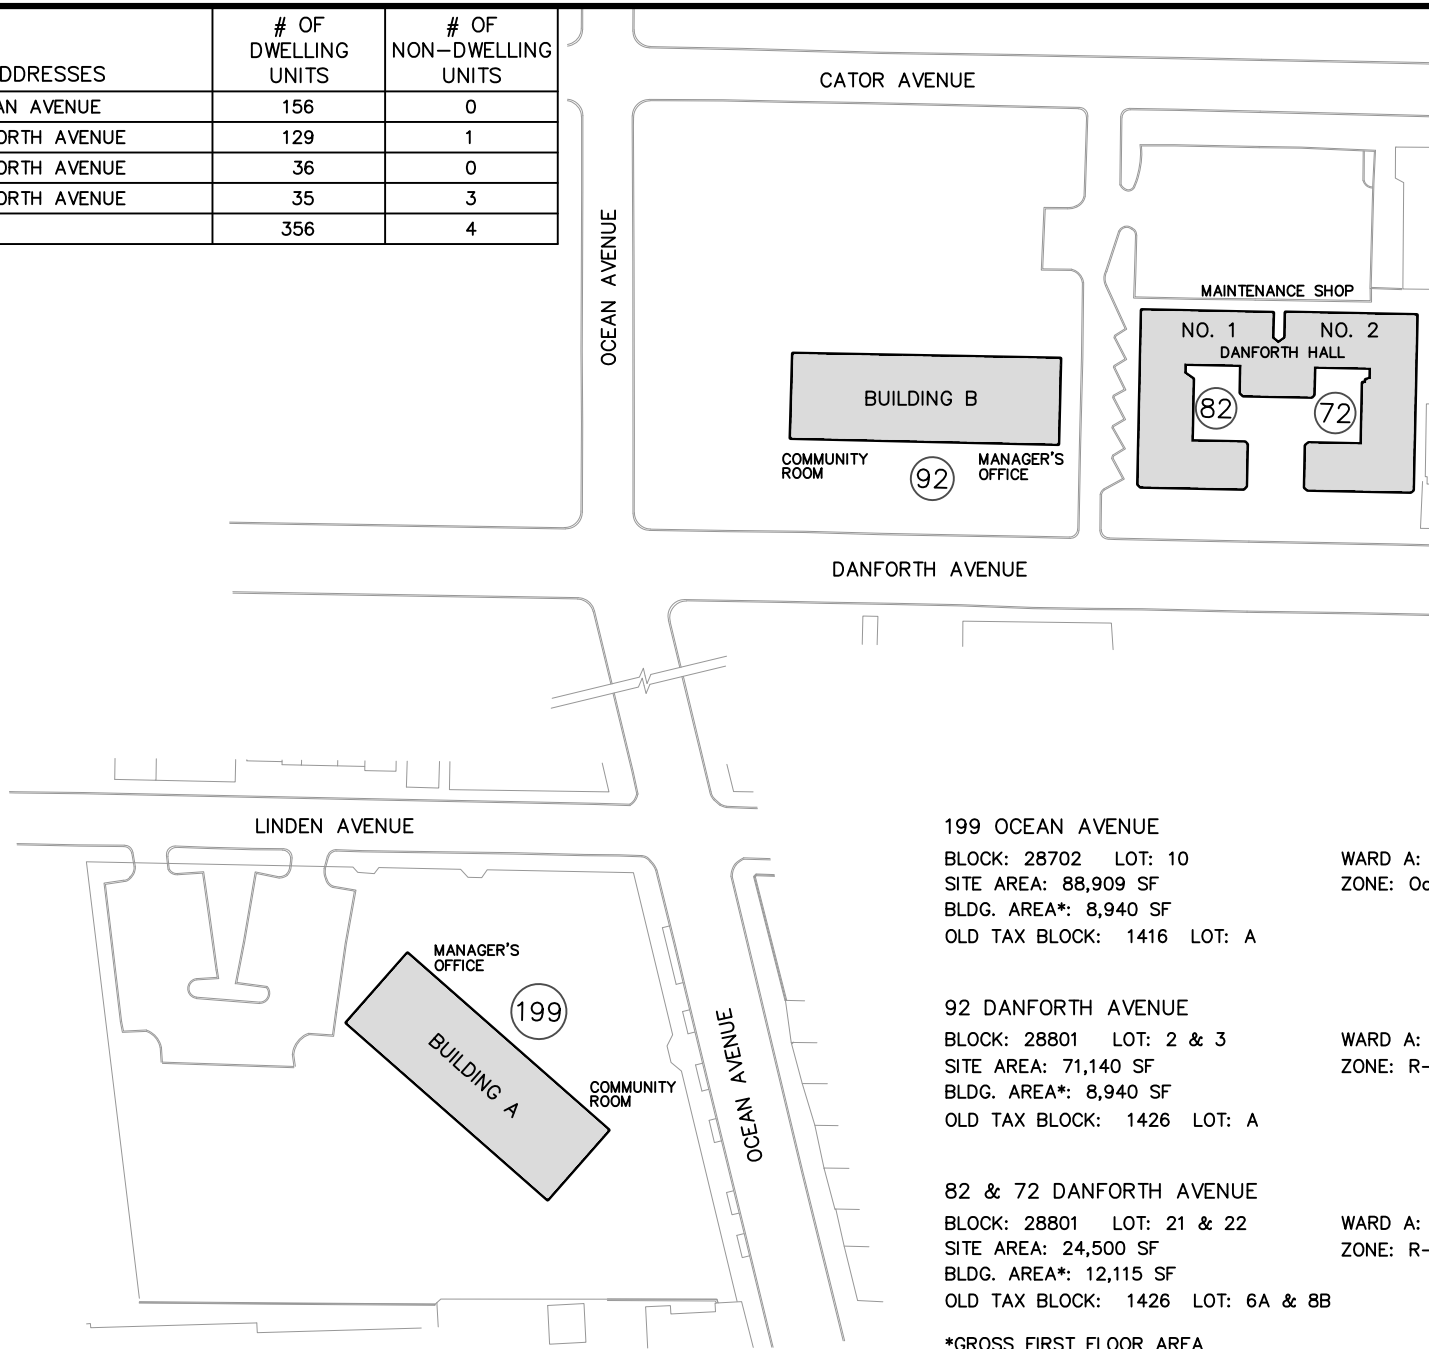 # OF
DWELLING
UNITS
# OF
NON-DWELLING
UNITS
DDRESSES
AN AVENUE 156 0
ORTH AVENUE 129 1
ORTH AVENUE 36 0
ORTH AVENUE 35 3
356 4
CATOR AVENUE
OCEAN AVENUE
MAINTENANCE SHOP
NO. 1 NO. 2
DANFORTH HALL
82 72
BUILDING B
COMMUNITY
ROOM
92
MANAGER'S
OFFICE
DANFORTH AVENUE
LINDEN AVENUE
MANAGER'S
OFFICE
199
BUILDING A
COMMUNITY
ROOM
OCEAN AVENUE
199 OCEAN AVENUE
BLOCK: 28702 LOT: 10 WARD A:
SITE AREA: 88,909 SF ZONE: Oc
BLDG. AREA*: 8,940 SF
OLD TAX BLOCK: 1416 LOT: A
92 DANFORTH AVENUE
BLOCK: 28801 LOT: 2 & 3 WARD A:
SITE AREA: 71,140 SF ZONE: R-
BLDG. AREA*: 8,940 SF
OLD TAX BLOCK: 1426 LOT: A
82 & 72 DANFORTH AVENUE
BLOCK: 28801 LOT: 21 & 22 WARD A:
SITE AREA: 24,500 SF ZONE: R-
BLDG. AREA*: 12,115 SF
OLD TAX BLOCK: 1426 LOT: 6A & 8B
*GROSS FIRST FLOOR AREA